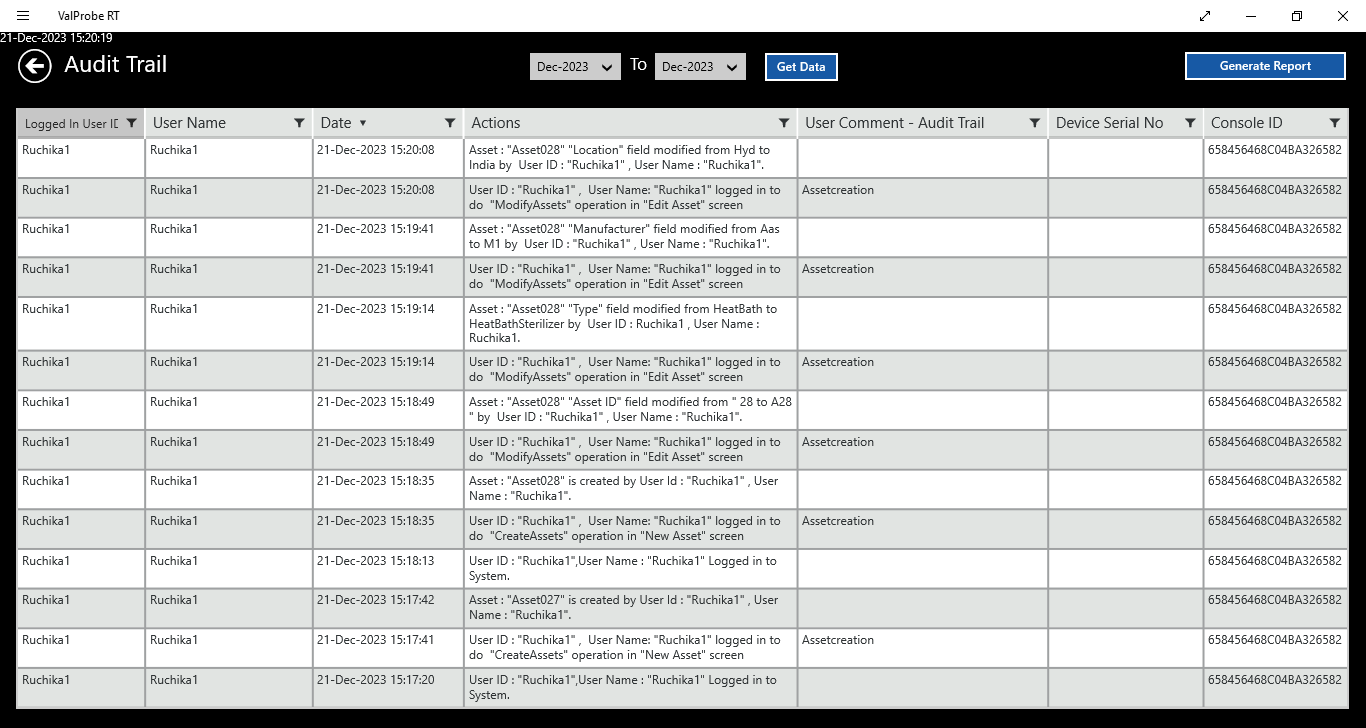 ValProbe RT
21-Dec-2023 15:20:19
Audit Trail
Dec-2023 To Dec-2023 Get Data Generate Report
Logged In User ID User Name Date Actions User Comment - Audit Trail Device Serial No Console ID
Ruchika1 Ruchika1 21-Dec-2023 15:20:08 Asset : "Asset028" "Location" field modified from Hyd to 658456468C04BA326582
India by User ID : "Ruchika1" , User Name : "Ruchika1".
Ruchika1 Ruchika1 21-Dec-2023 15:20:08 User ID : "Ruchika1" , User Name: "Ruchika1" logged in to Assetcreation 658456468C04BA326582
do "ModifyAssets" operation in "Edit Asset" screen
Ruchika1 Ruchika1 21-Dec-2023 15:19:41 Asset : "Asset028" "Manufacturer" field modified from Aas 658456468C04BA326582
to M1 by User ID : "Ruchika1" , User Name : "Ruchika1".
Ruchika1 Ruchika1 21-Dec-2023 15:19:41 User ID : "Ruchika1" , User Name: "Ruchika1" logged in to Assetcreation 658456468C04BA326582
do "ModifyAssets" operation in "Edit Asset" screen
Ruchika1 Ruchika1 21-Dec-2023 15:19:14 Asset : "Asset028" "Type" field modified from HeatBath to 658456468C04BA326582
HeatBathSterilizer by User ID : Ruchika1 , User Name :
Ruchika1.
Ruchika1 Ruchika1 21-Dec-2023 15:19:14 User ID : "Ruchika1" , User Name: "Ruchika1" logged in to Assetcreation 658456468C04BA326582
do "ModifyAssets" operation in "Edit Asset" screen
Ruchika1 Ruchika1 21-Dec-2023 15:18:49 Asset : "Asset028" "Asset ID" field modified from " 28 to A28 658456468C04BA326582
" by User ID : "Ruchika1" , User Name : "Ruchika1".
Ruchika1 Ruchika1 21-Dec-2023 15:18:49 User ID : "Ruchika1" , User Name: "Ruchika1" logged in to Assetcreation 658456468C04BA326582
do "ModifyAssets" operation in "Edit Asset" screen
Ruchika1 Ruchika1 21-Dec-2023 15:18:35 Asset : "Asset028" is created by User Id : "Ruchika1" , User 658456468C04BA326582
Name : "Ruchika1".
Ruchika1 Ruchika1 21-Dec-2023 15:18:35 User ID : "Ruchika1" , User Name: "Ruchika1" logged in to Assetcreation 658456468C04BA326582
do "CreateAssets" operation in "New Asset" screen
Ruchika1 Ruchika1 21-Dec-2023 15:18:13 User ID : "Ruchika1",User Name : "Ruchika1" Logged in to 658456468C04BA326582
System.
Ruchika1 Ruchika1 21-Dec-2023 15:17:42 Asset : "Asset027" is created by User Id : "Ruchika1" , User 658456468C04BA326582
Name : "Ruchika1".
Ruchika1 Ruchika1 21-Dec-2023 15:17:41 User ID : "Ruchika1" , User Name: "Ruchika1" logged in to Assetcreation 658456468C04BA326582
do "CreateAssets" operation in "New Asset" screen
Ruchika1 Ruchika1 21-Dec-2023 15:17:20 User ID : "Ruchika1",User Name : "Ruchika1" Logged in to 658456468C04BA326582
System.